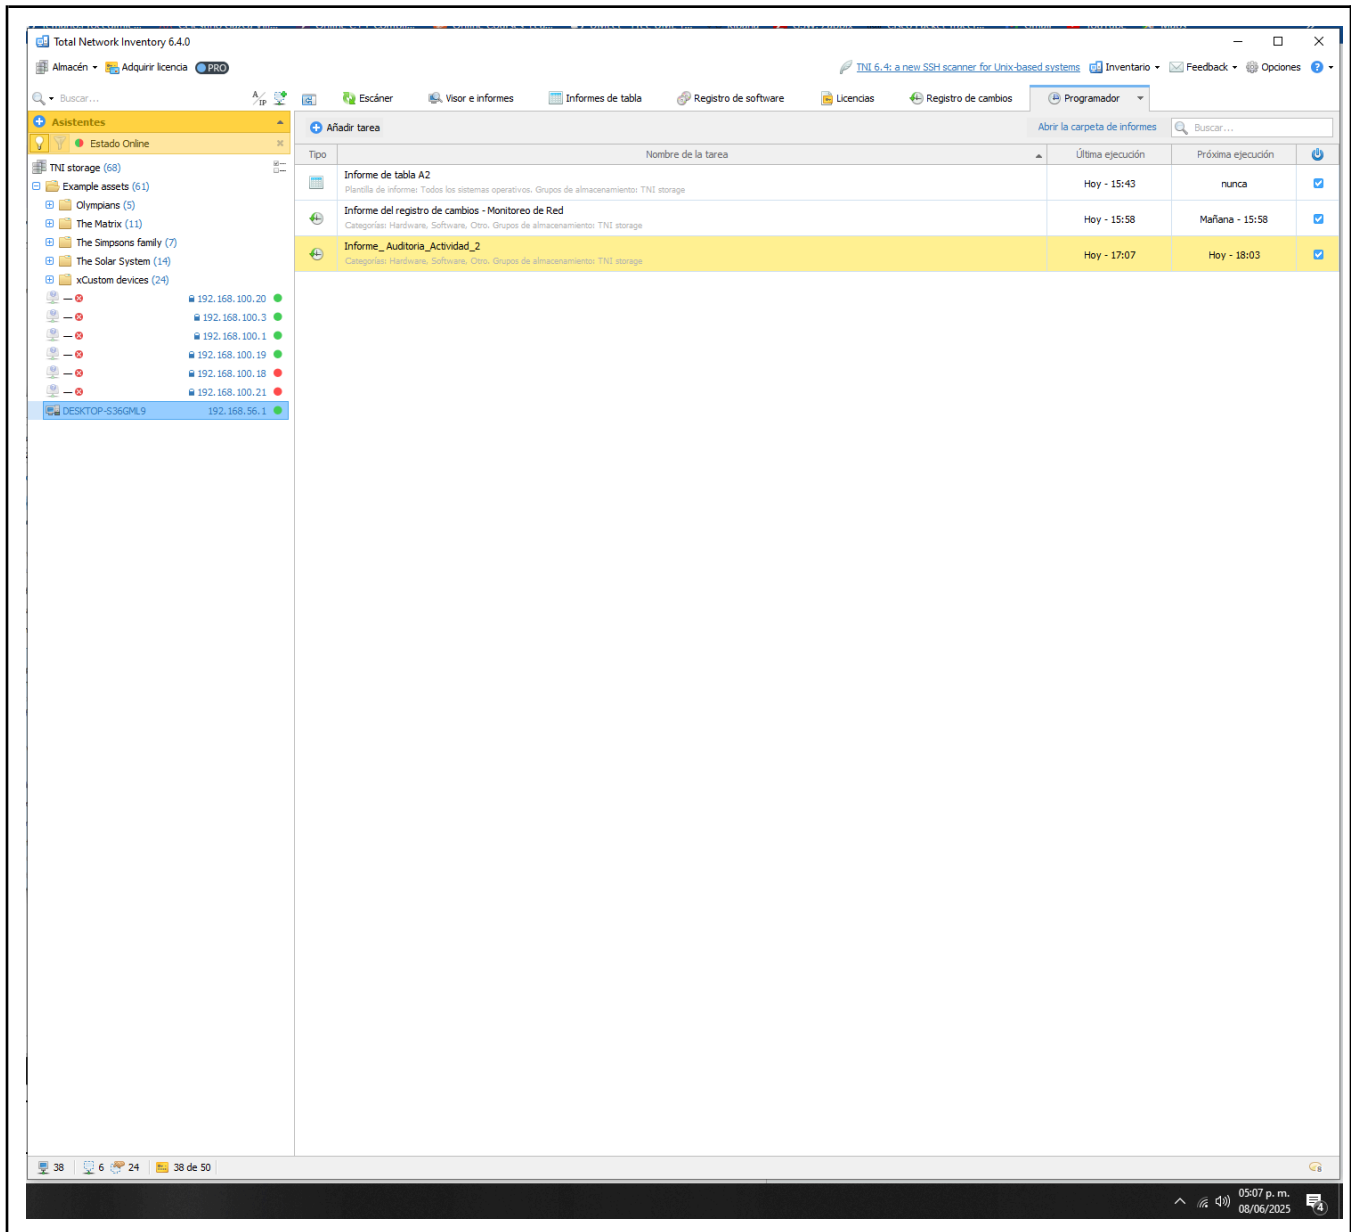 Total Network Inventory 6.4.0
Almacén Adquirir licencia PRO
TNI 6.4: a new SSH scanner for Unix-based systems Inventario Feedback Opciones ?
Buscar... A/IP Escáner Visor e informes Informes de tabla Registro de software Licencias Registro de cambios Programador
Asistentes
Estado Online
TNI storage (68)
Example assets (61)
Olympians (5)
The Matrix (11)
The Simpsons family (7)
The Solar System (14)
xCustom devices (24)
— 192.168.100.20
— 192.168.100.3
— 192.168.100.1
— 192.168.100.19
— 192.168.100.18
— 192.168.100.21
DESKTOP-S36GML9 192.168.56.1
Añadir tarea Abrir la carpeta de informes Buscar...
Tipo Nombre de la tarea Última ejecución Próxima ejecución
Informe de tabla A2 Hoy - 15:43 nunca
Plantilla de informe: Todos los sistemas operativos. Grupos de almacenamiento: TNI storage
Informe del registro de cambios - Monitoreo de Red Hoy - 15:58 Mañana - 15:58
Categorías: Hardware, Software, Otro. Grupos de almacenamiento: TNI storage
Informe_ Auditoria_Actividad_2 Hoy - 17:07 Hoy - 18:03
Categorías: Hardware, Software, Otro. Grupos de almacenamiento: TNI storage
38 6 24 38 de 50 8
05:07 p. m.
08/06/2025 4